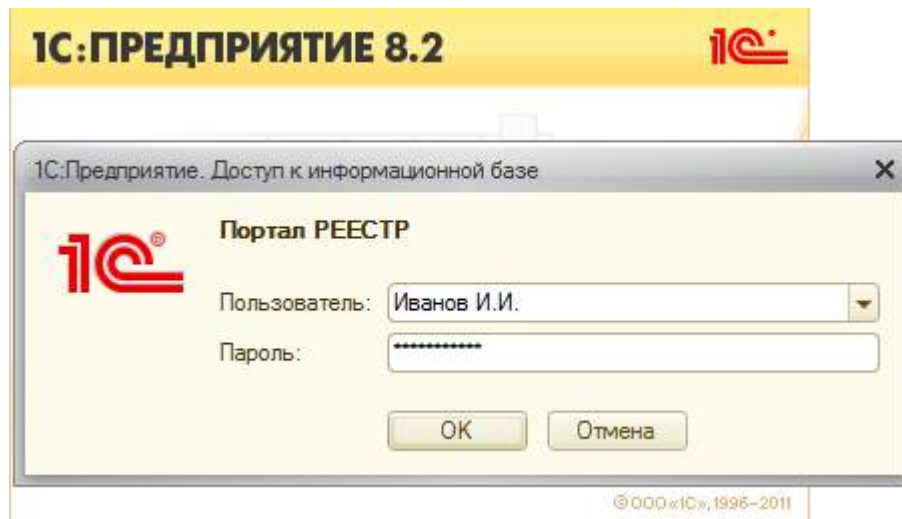 1С:ПРЕДПРИЯТИЕ 8.2
1С
1С:Предприятие. Доступ к информационной базе
1С®
Портал РЕЕСТР
Пользователь: Иванов И.И.
Пароль: ***********
OK Отмена
© ООО «1С», 1996-2011